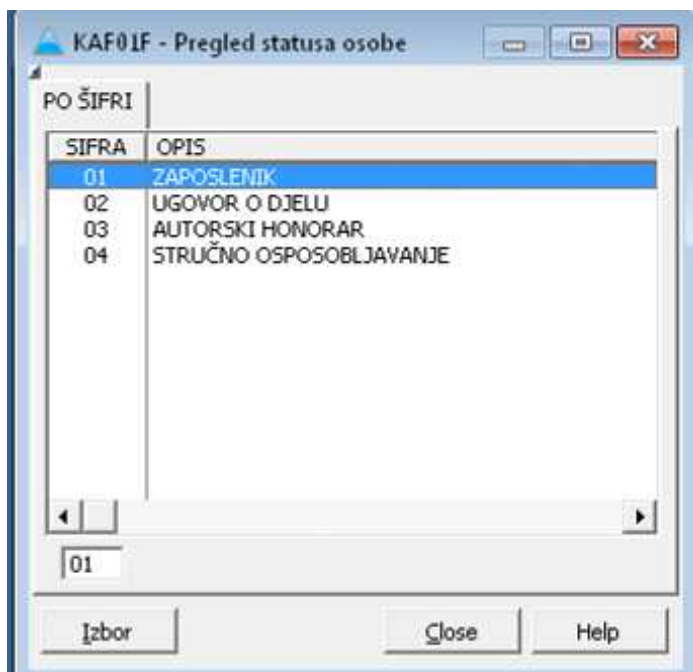 KAF01F - Pregled statusa osobe
PO ŠIFRI
SIFRA OPIS
01 ZAPOSLENIK
02 UGOVOR O DJELU
03 AUTORSKI HONORAR
04 STRUČNO OSPOSOBLJAVANJE
01
Izbor Close Help